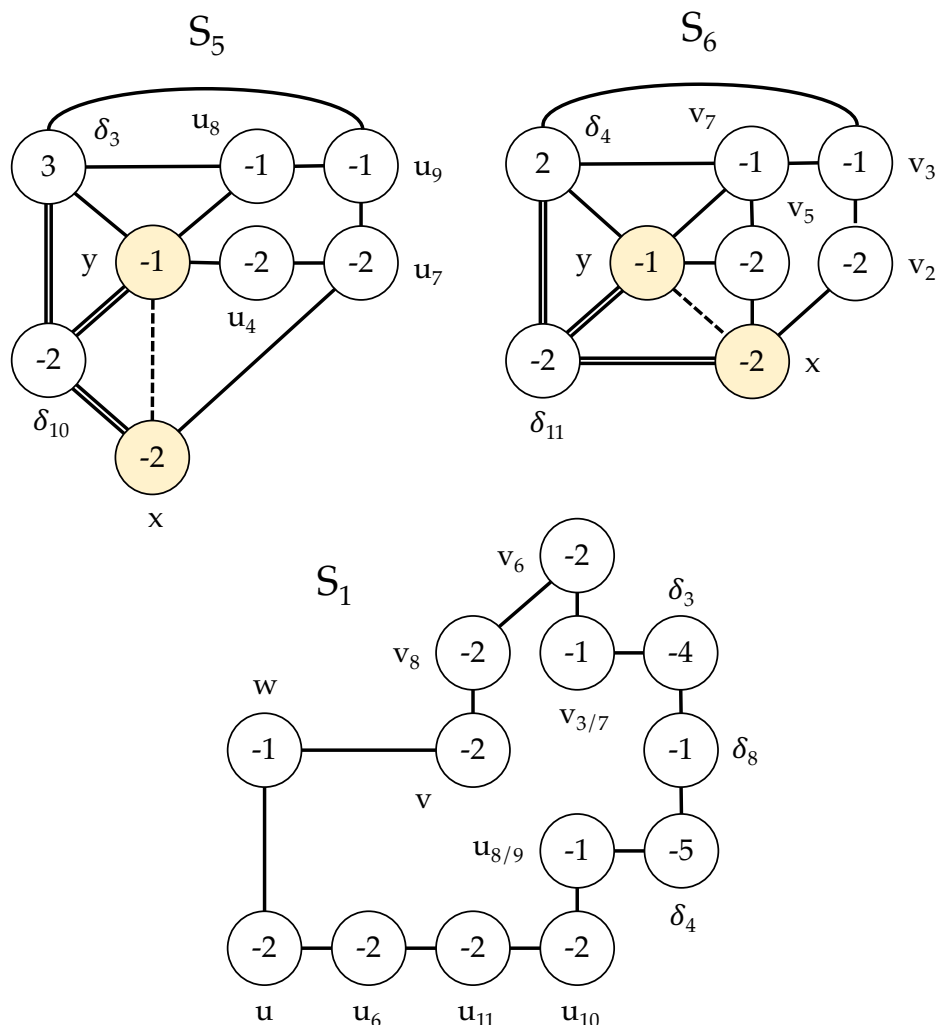 S₅ S₆
δ₃ u₈ δ₄ v₇
3 -1 -1 u₉ 2 -1 -1 v₃
v₅
y -1 -2 -2 u₇ y -1 -2 -2 v₂
u₄
-2 -2 -2 x
δ₁₀ δ₁₁
-2
x
v₆ -2
S₁ δ₃
v₈ -2 -1 -4
w v₃/₇
-1 -2 -1 δ₈
v
u₈/₉ -1 -5
δ₄
-2 -2 -2 -2
u u₆ u₁₁ u₁₀